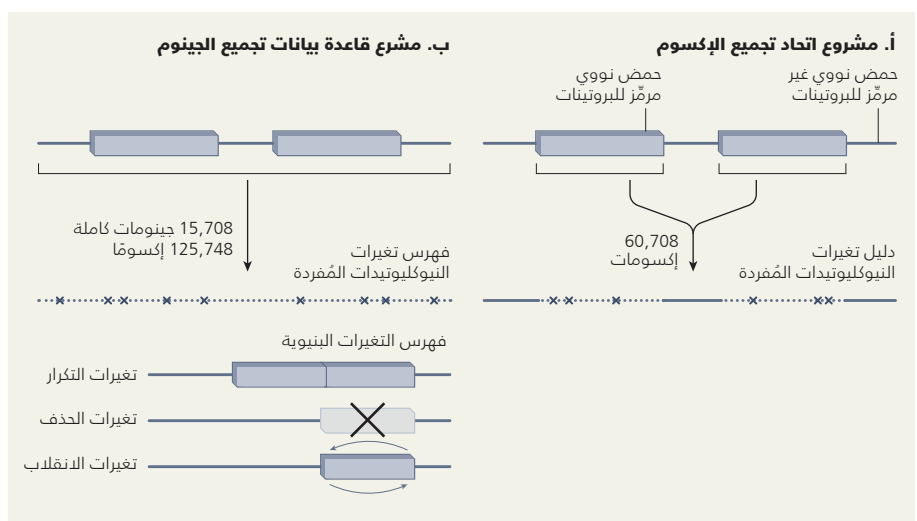 أ. مشروع اتحاد تجميع الإكسوم
حمض نووي غير
مرمِّز للبروتينات
حمض نووي
مرمِّز للبروتينات
60,708
إكسومات
دليل تغيرات
النيوكليوتيدات المُفردة
ب. مشرع قاعدة بيانات تجميع الجينوم
15,708 جينومات كاملة
125,748 إكسومًا
فهرس تغيرات
النيوكليوتيدات المُفردة
فهرس التغيرات البنيوية
تغيرات التكرار
تغيرات الحذف
تغيرات الانقلاب